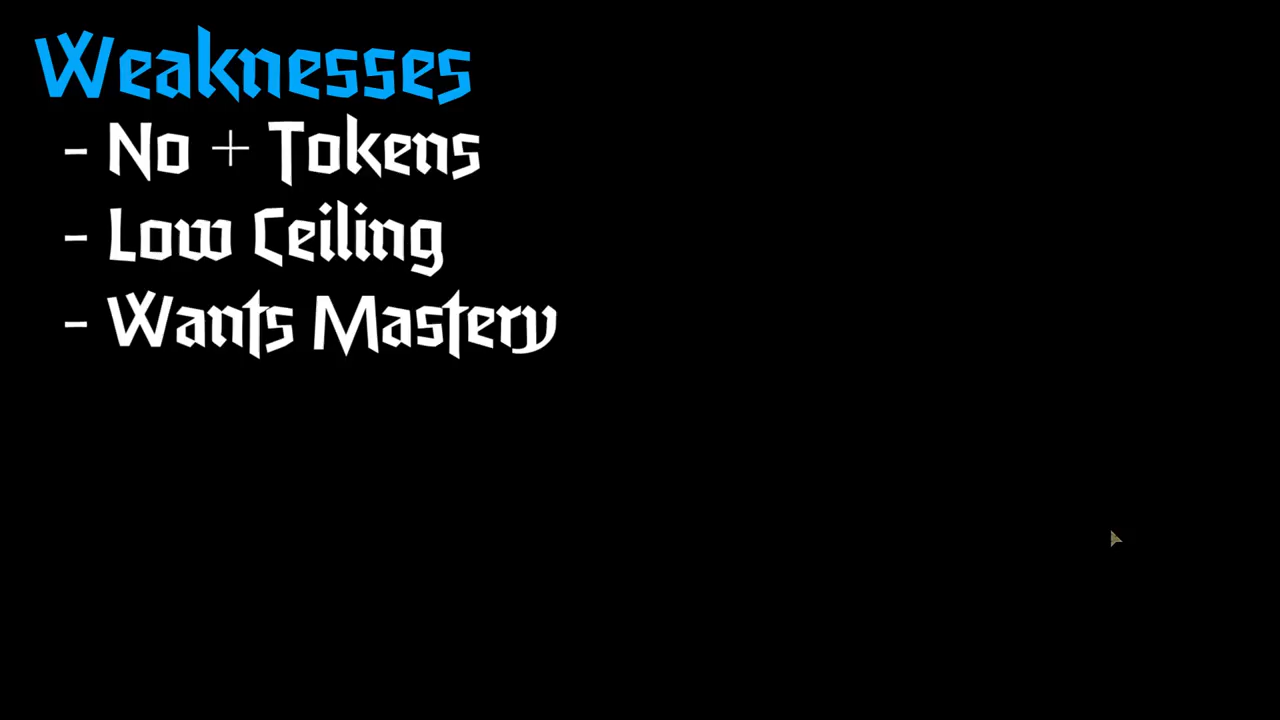 Weaknesses
- No + Tokens
- Low Ceiling
- Wants Mastery